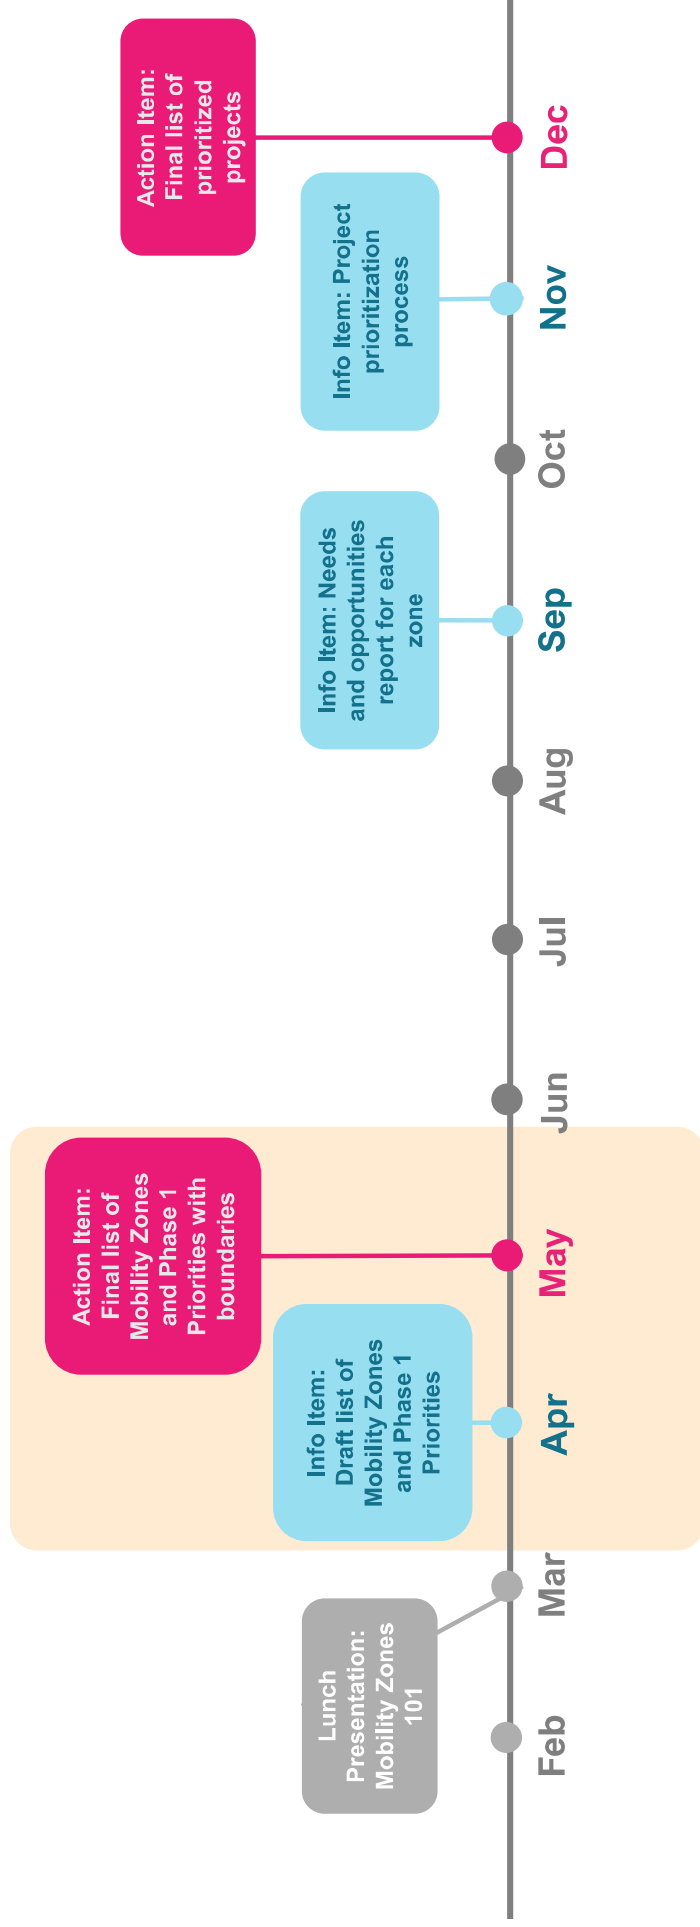 Lunch
Presentation:
Mobility Zones
101
Info Item:
Draft list of
Mobility Zones
and Phase 1
Priorities
Action Item:
Final list of
Mobility Zones
and Phase 1
Priorities with
boundaries
Info Item: Needs
and opportunities
report for each
zone
Info Item: Project
prioritization
process
Action Item:
Final list of
prioritized
projects
Feb
Mar
Apr
May
Jun
Jul
Aug
Sep
Oct
Nov
Dec